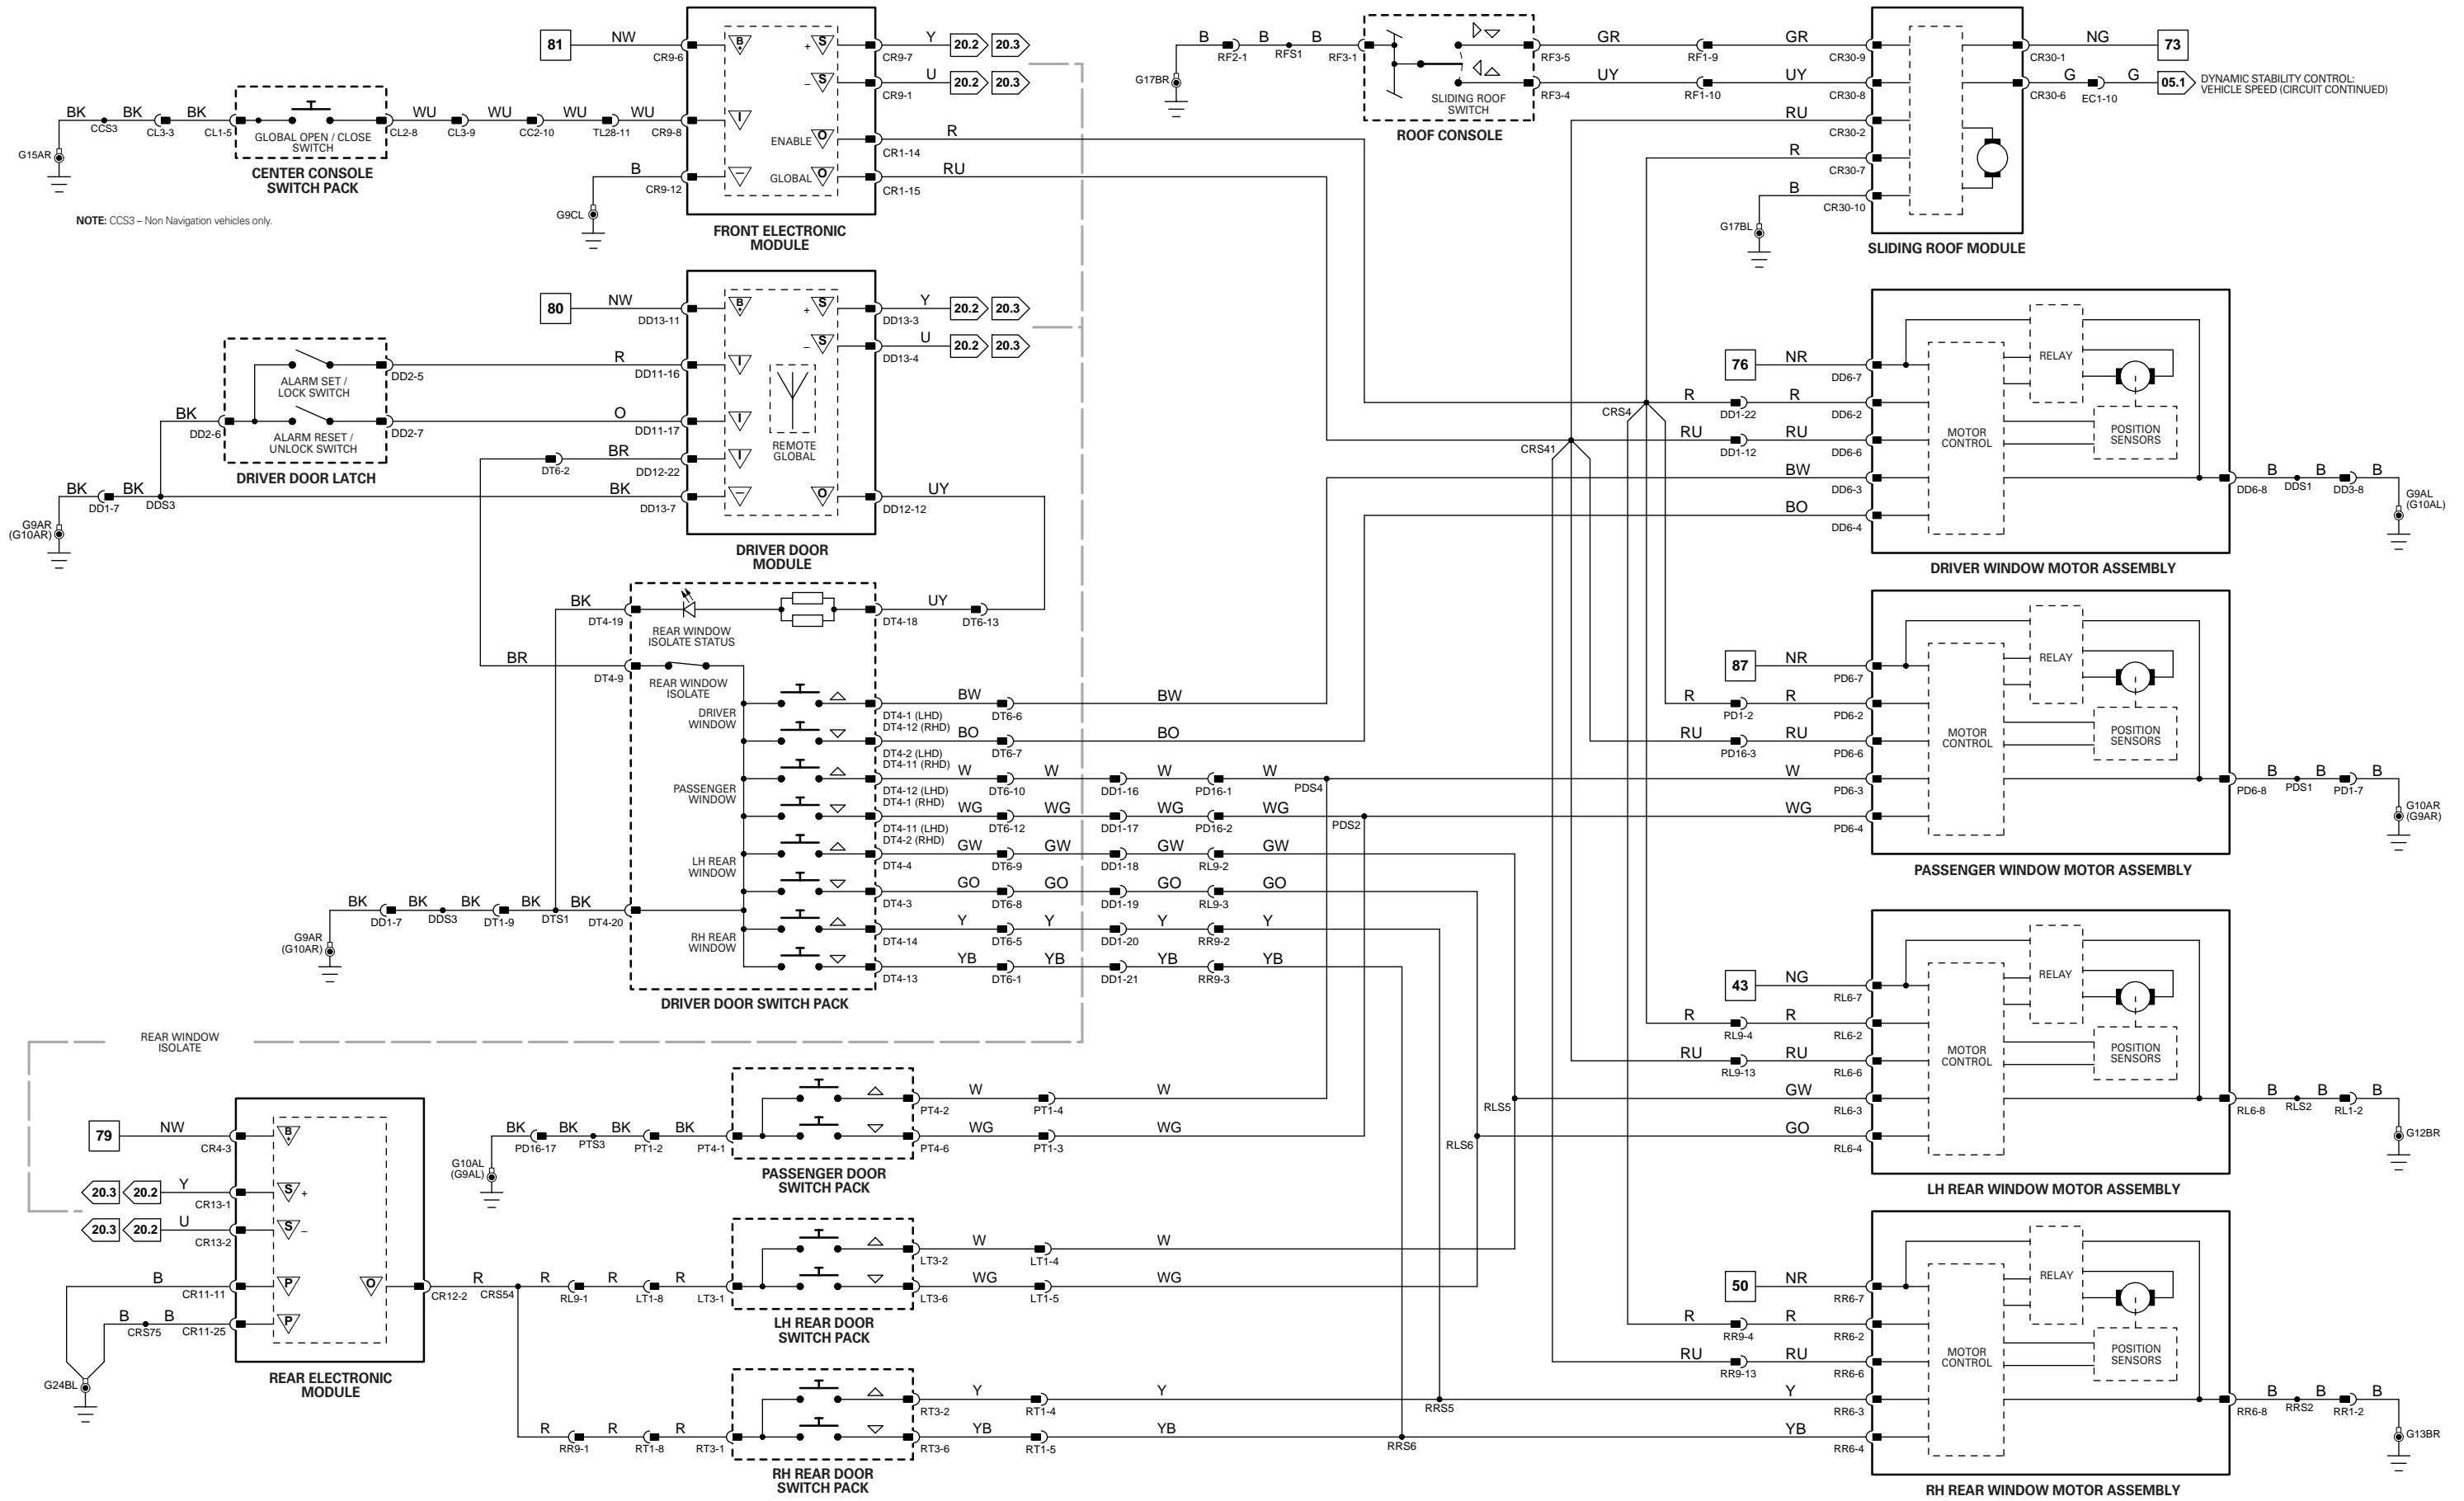 81
NW
CR9-6
B
+
+
S
Y
CR9-7
20.2
20.3
–
S
U
CR9-1
20.2
20.3
BK
BK
BK
WU
WU
WU
WU
G15AR
CCS3
CL3-3
CL1-5
GLOBAL OPEN / CLOSE
SWITCH
CL2-8
CL3-9
CC2-10
TL28-11
CR9-8
I
CENTER CONSOLE
SWITCH PACK
NOTE: CCS3 – Non Navigation vehicles only.
ENABLE
O
R
CR1-14
B
CR9-12
–
GLOBAL
O
RU
CR1-15
G9CL
FRONT ELECTRONIC
MODULE
B
B
B
G17BR
RF2-1
RFS1
RF3-1
SLIDING ROOF
SWITCH
ROOF CONSOLE
GR
GR
RF3-5
RF1-9
CR30-9
UY
UY
RF3-4
RF1-10
CR30-8
RU
CR30-2
R
CR30-7
B
CR30-10
G17BL
NG
CR30-1
73
G
G
CR30-6
EC1-10
05.1
DYNAMIC STABILITY CONTROL:
VEHICLE SPEED (CIRCUIT CONTINUED)
SLIDING ROOF MODULE
80
NW
DD13-11
B
+
+
S
Y
DD13-3
20.2
20.3
–
S
U
DD13-4
20.2
20.3
ALARM SET /
LOCK SWITCH
DD2-5
R
DD11-16
I
BK
DD2-6
ALARM RESET /
UNLOCK SWITCH
DD2-7
O
DD11-17
I
REMOTE
GLOBAL
DRIVER DOOR LATCH
DT6-2
BR
DD12-22
I
BK
BK
DD1-7
DDS3
BK
DD13-7
–
O
UY
DD12-12
G9AR
(G10AR)
DRIVER DOOR
MODULE
BK
DT4-19
REAR WINDOW
ISOLATE STATUS
DT4-18
UY
DT6-13
BR
DT4-9
REAR WINDOW
ISOLATE
DRIVER
WINDOW
BW
BW
DT4-1 (LHD)
DT4-12 (RHD)
DT6-6
BO
BO
DT4-2 (LHD)
DT4-11 (RHD)
DT6-7
PASSENGER
WINDOW
W
W
W
W
DT4-12 (LHD)
DT4-1 (RHD)
DT6-10
DD1-16
PD16-1
PDS4
WG
WG
WG
WG
DT4-11 (LHD)
DT4-2 (RHD)
DT6-12
DD1-17
PD16-2
PDS2
LH REAR
WINDOW
GW
GW
GW
GW
DT4-4
DT6-9
DD1-18
RL9-2
GO
GO
GO
GO
DT4-3
DT6-8
DD1-19
RL9-3
BK
BK
BK
BK
BK
DD1-7
DDS3
DT1-9
DTS1
DT4-20
G9AR
(G10AR)
RH REAR
WINDOW
Y
Y
Y
Y
DT4-14
DT6-5
DD1-20
RR9-2
YB
YB
YB
YB
DT4-13
DT6-1
DD1-21
RR9-3
DRIVER DOOR SWITCH PACK
76
NR
DD6-7
CRS4
R
R
DD1-22
DD6-2
CRS41
RU
RU
DD1-12
DD6-6
BW
DD6-3
BO
DD6-4
RELAY
MOTOR
CONTROL
POSITION
SENSORS
B
B
B
DD6-8
DDS1
DD3-8
G9AL
(G10AL)
DRIVER WINDOW MOTOR ASSEMBLY
87
NR
PD6-7
R
R
PD1-2
PD6-2
RU
RU
PD16-3
PD6-6
W
PD6-3
WG
PD6-4
RELAY
MOTOR
CONTROL
POSITION
SENSORS
B
B
B
PD6-8
PDS1
PD1-7
G10AR
(G9AR)
PASSENGER WINDOW MOTOR ASSEMBLY
43
NG
RL6-7
R
R
RL9-4
RL6-2
RU
RU
RL9-13
RL6-6
RLS5
GW
RL6-3
RLS6
GO
RL6-4
RELAY
MOTOR
CONTROL
POSITION
SENSORS
B
B
B
RL6-8
RLS2
RL1-2
G12BR
LH REAR WINDOW MOTOR ASSEMBLY
REAR WINDOW
ISOLATE
79
NW
CR4-3
B
+
20.3
20.2
Y
CR13-1
S
+
20.3
20.2
U
CR13-2
S
–
B
CR11-11
P
O
B
B
CRS75
CR11-25
P
G24BL
REAR ELECTRONIC
MODULE
BK
BK
BK
BK
PD16-17
PTS3
PT1-2
PT4-1
G10AL
(G9AL)
W
W
PT4-2
PT1-4
WG
WG
PT4-6
PT1-3
PASSENGER DOOR
SWITCH PACK
R
R
R
R
CR12-2
CRS54
RL9-1
LT1-8
LT3-1
W
W
LT3-2
LT1-4
WG
WG
LT3-6
LT1-5
LH REAR DOOR
SWITCH PACK
R
R
R
RR9-1
RT1-8
RT3-1
Y
Y
RT3-2
RT1-4
RRS5
YB
YB
RT3-6
RT1-5
RRS6
RH REAR DOOR
SWITCH PACK
50
NR
RR6-7
R
R
RR9-4
RR6-2
RU
RU
RR9-13
RR6-6
Y
RR6-3
YB
RR6-4
RELAY
MOTOR
CONTROL
POSITION
SENSORS
B
B
B
RR6-8
RRS2
RR1-2
G13BR
RH REAR WINDOW MOTOR ASSEMBLY